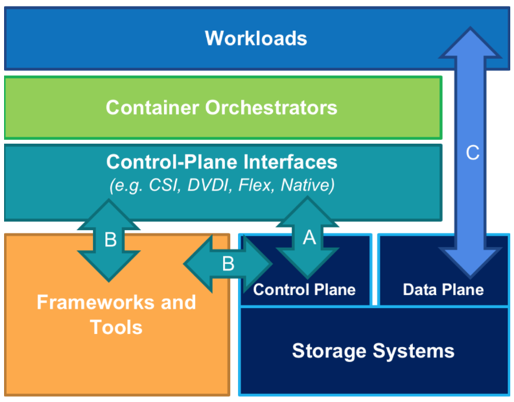 Workloads
Container Orchestrators
Control-Plane Interfaces
(e.g. CSI, DVDI, Flex, Native)
C
B
A
B
Frameworks and
Tools
Control Plane
Data Plane
Storage Systems